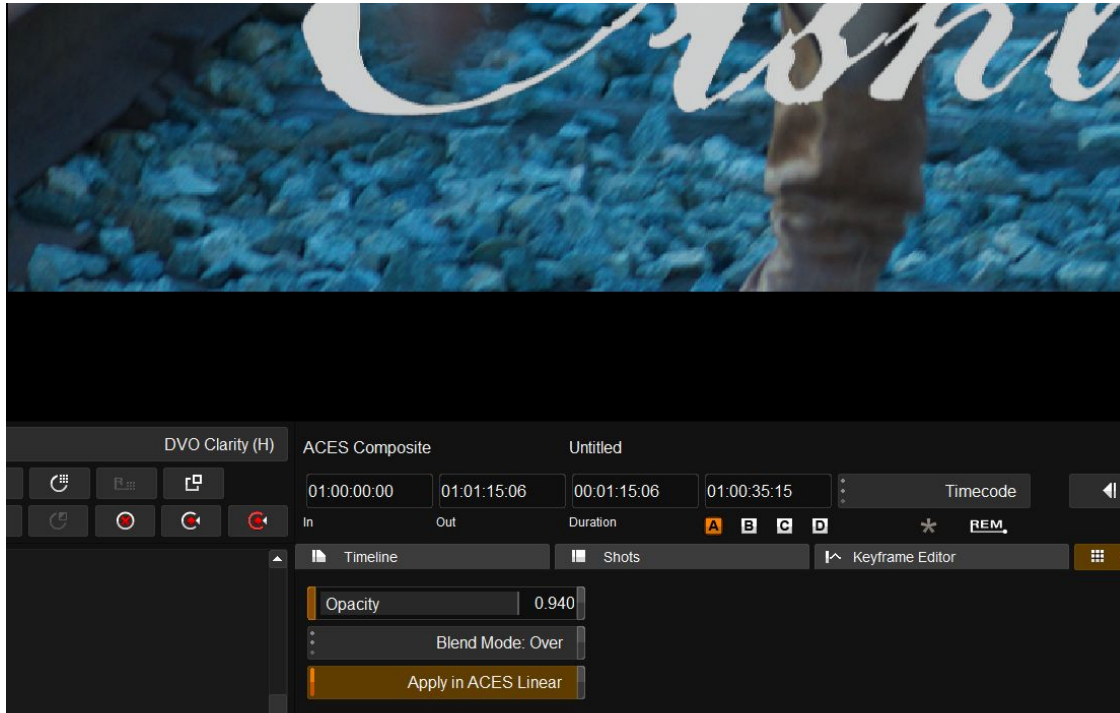 DVO Clarity (H)
ACES Composite Untitled
01:00:00:00 01:01:15:06 00:01:15:06 01:00:35:15 Timecode
In Out Duration A B C D REM
Timeline Shots Keyframe Editor
Opacity 0.940
Blend Mode: Over
Apply in ACES Linear